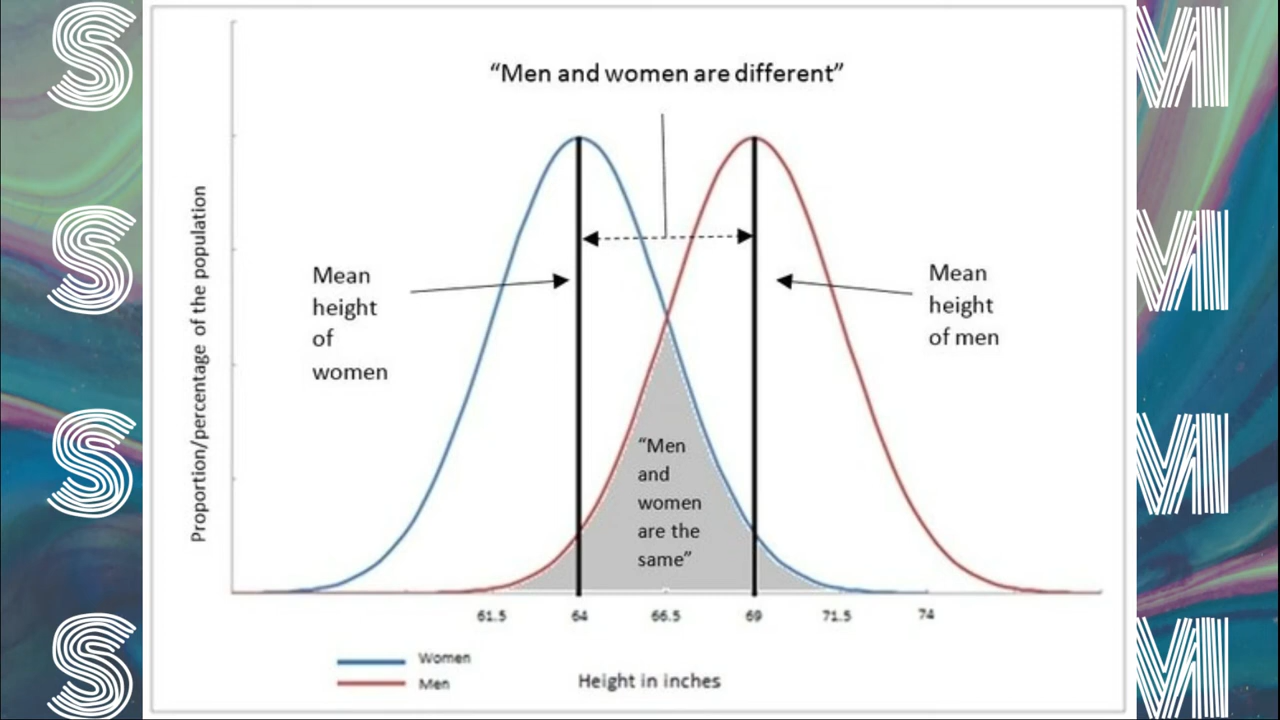 S
M
S
M
S
M
S
M
“Men and women are different”
Proportion/percentage of the population
Mean
height
of
women
Mean
height
of men
“Men
and
women
are the
same”
61.5 64 66.5 69 71.5 74
Women
Men
Height in inches